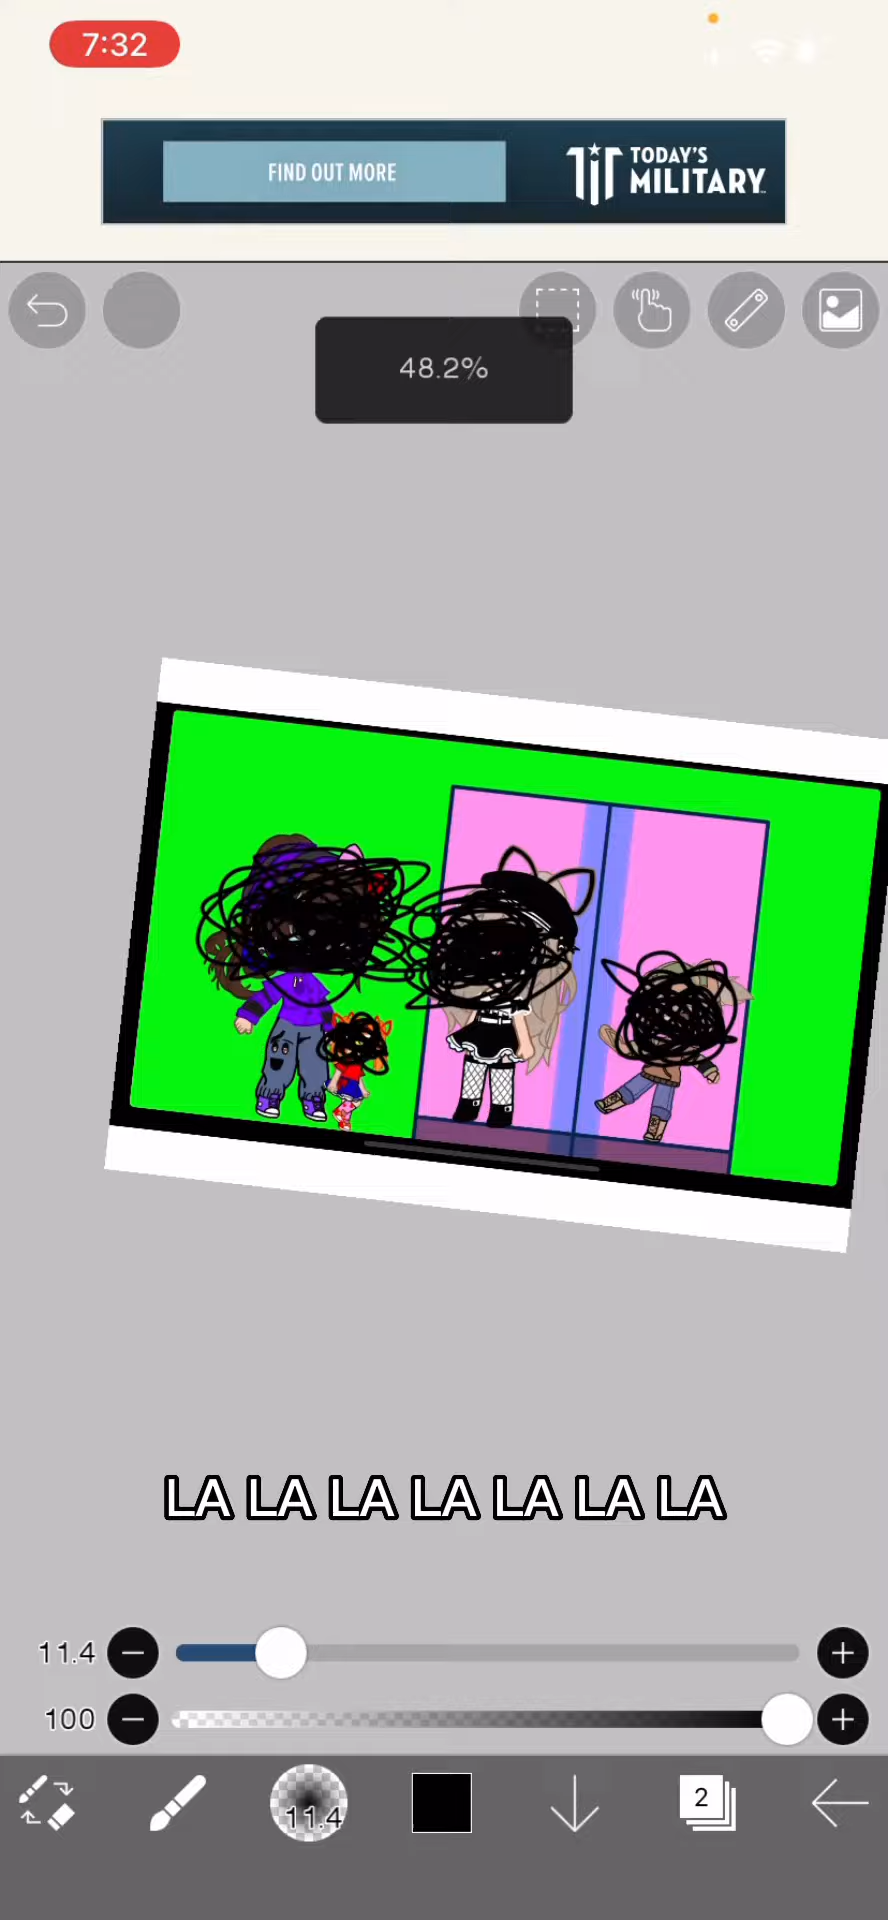 7:32
FIND OUT MORE
TODAY'S
MILITARY
48.2%
LA LA LA LA LA LA LA
11.4
100
11.4
2